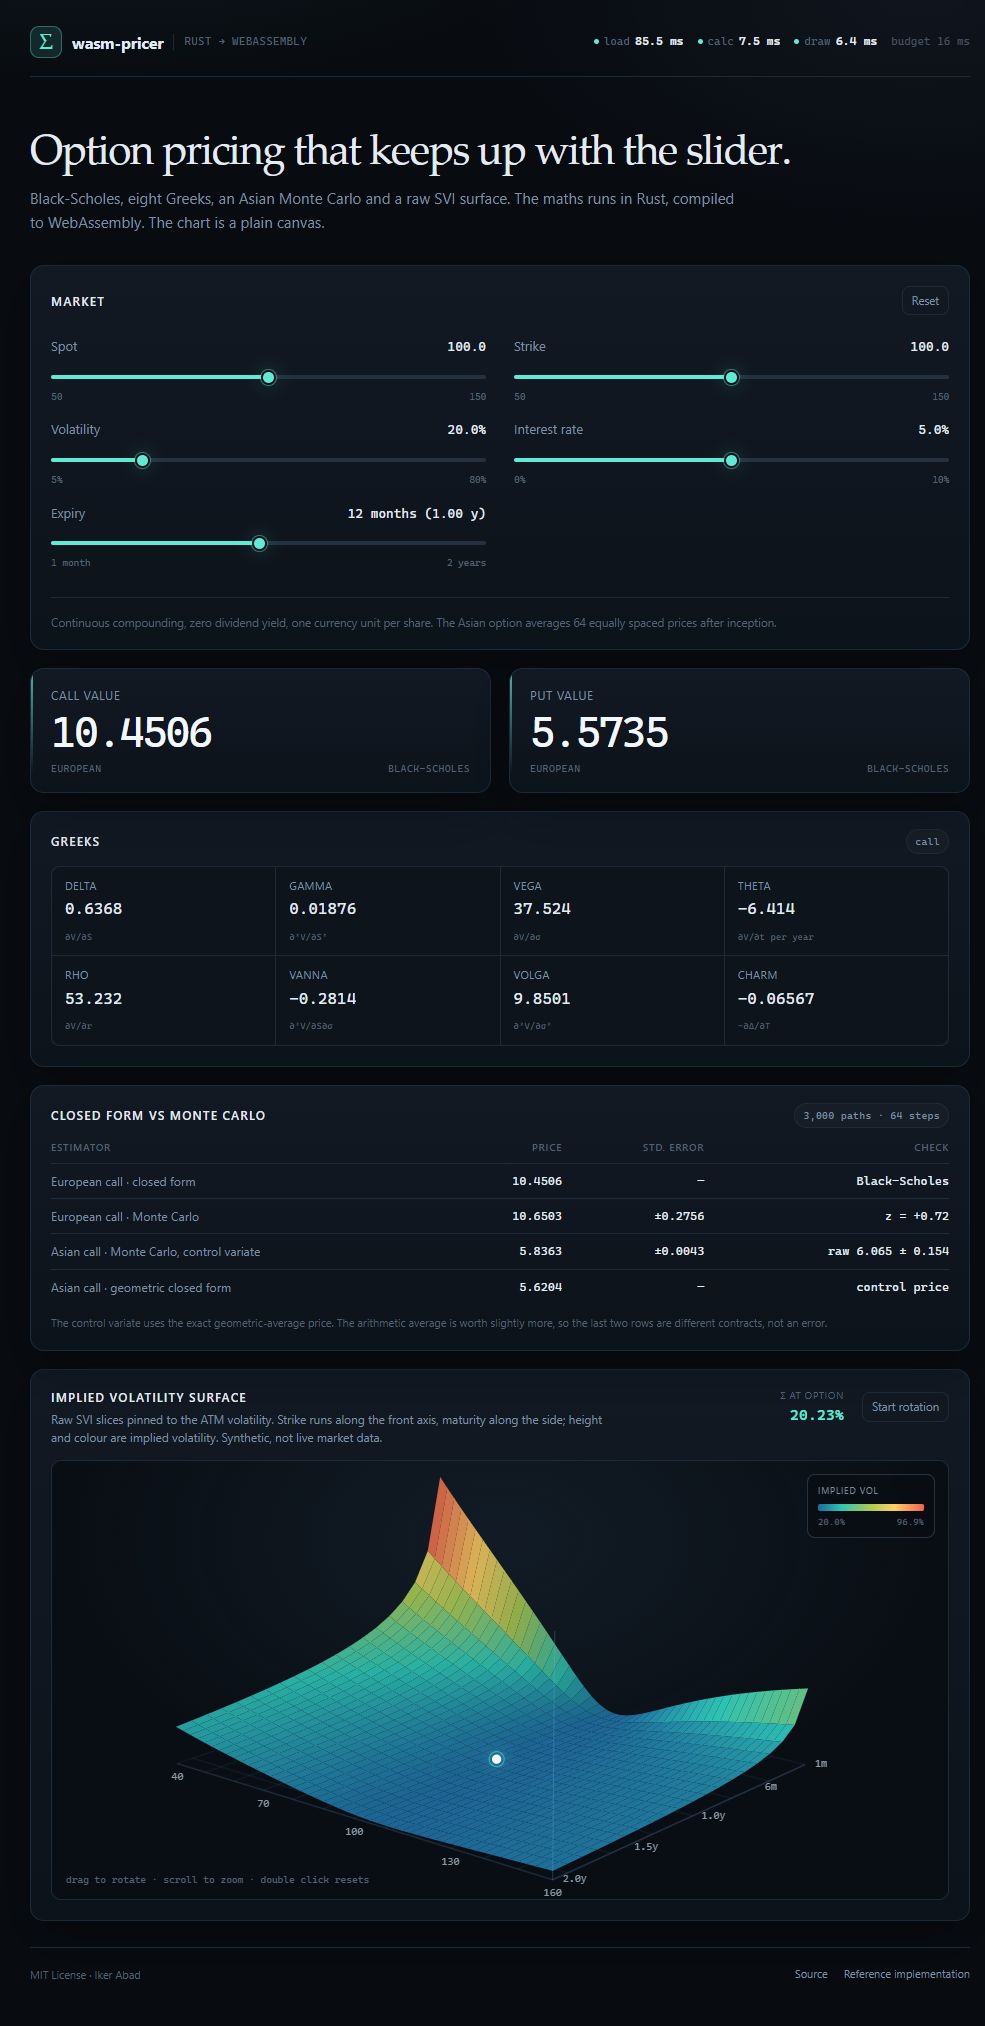 Σ wasm-pricer RUST → WEBASSEMBLY load 85.5 ms calc 7.5 ms draw 6.4 ms budget 16 ms
Option pricing that keeps up with the slider.
Black-Scholes, eight Greeks, an Asian Monte Carlo and a raw SVI surface. The maths runs in Rust, compiled
to WebAssembly. The chart is a plain canvas.
MARKET Reset
Spot 100.0 Strike 100.0
50 150 50 150
Volatility 20.0% Interest rate 5.0%
5% 80% 0% 10%
Expiry 12 months (1.00 y)
1 month 2 years
Continuous compounding, zero dividend yield, one currency unit per share. The Asian option averages 64 equally spaced prices after inception.
CALL VALUE PUT VALUE
10.4506 5.5735
EUROPEAN BLACK-SCHOLES EUROPEAN BLACK-SCHOLES
GREEKS call
DELTA GAMMA VEGA THETA
0.6368 0.01876 37.524 −6.414
∂V/∂S ∂²V/∂S² ∂V/∂σ ∂V/∂t per year
RHO VANNA VOLGA CHARM
53.232 −0.2814 9.8501 −0.06567
∂V/∂r ∂²V/∂S∂σ ∂²V/∂σ² −∂Δ/∂T
CLOSED FORM VS MONTE CARLO 3,000 paths · 64 steps
ESTIMATOR PRICE STD. ERROR CHECK
European call · closed form 10.4506 — Black-Scholes
European call · Monte Carlo 10.6503 ±0.2756 z = +0.72
Asian call · Monte Carlo, control variate 5.8363 ±0.0043 raw 6.065 ± 0.154
Asian call · geometric closed form 5.6204 — control price
The control variate uses the exact geometric-average price. The arithmetic average is worth slightly more, so the last two rows are different contracts, not an error.
IMPLIED VOLATILITY SURFACE Σ AT OPTION Start rotation
Raw SVI slices pinned to the ATM volatility. Strike runs along the front axis, maturity along the side; height 20.23%
and colour are implied volatility. Synthetic, not live market data.
IMPLIED VOL
20.0% 96.9%
1m
40
6m
70
1.0y
100
1.5y
130
2.0y
drag to rotate · scroll to zoom · double click resets
160
MIT License · Iker Abad Source Reference implementation